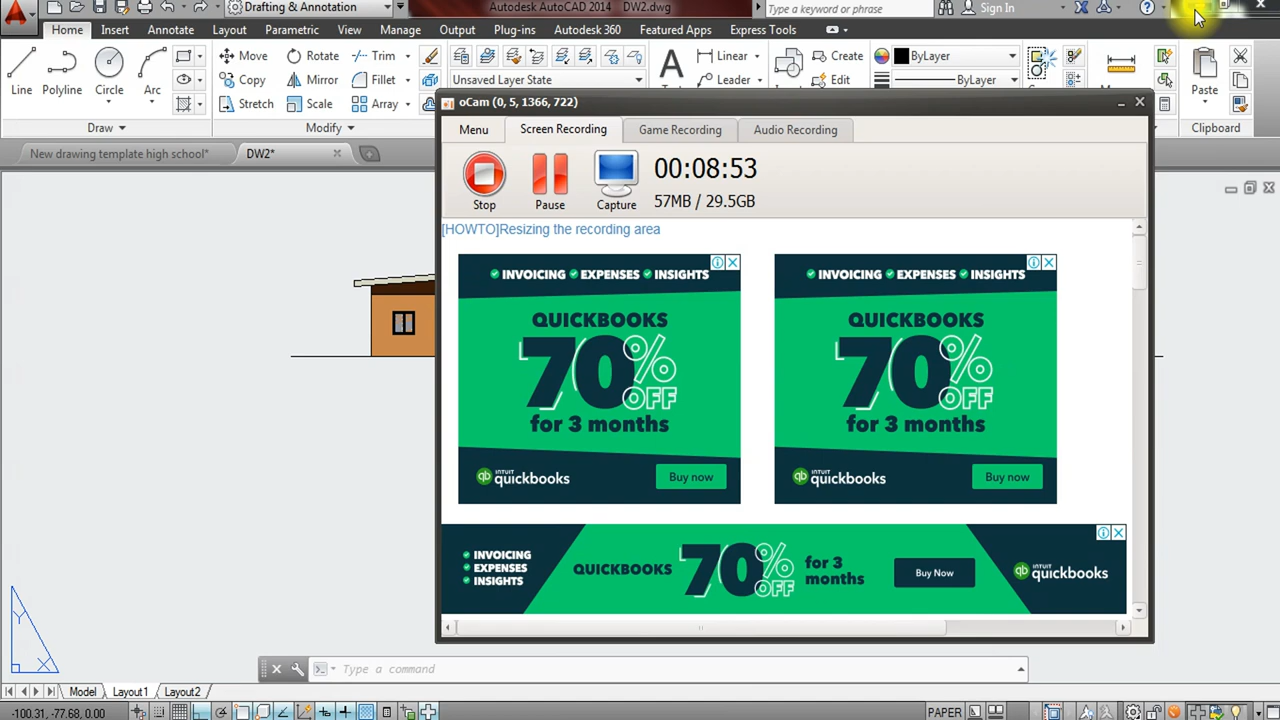 Drafting & Annotation
Autodesk AutoCAD 2014 DW2.dwg
Type a keyword or phrase
Sign In
Home Insert Annotate Layout Parametric View Manage Output Plug-ins Autodesk 360 Featured Apps Express Tools
Line Polyline Circle Arc
Move Rotate Trim
Copy Mirror Fillet
Stretch Scale Array
Unsaved Layer State
Linear
Leader
Create
Edit
ByLayer
ByLayer
Paste
Draw Modify Clipboard
New drawing template high school* DW2*
oCam (0, 5, 1366, 722)
Menu Screen Recording Game Recording Audio Recording
Stop Pause Capture
00:08:53
57MB / 29.5GB
[HOWTO]Resizing the recording area
INVOICING EXPENSES INSIGHTS
QUICKBOOKS
70% OFF
for 3 months
qb INTUIT quickbooks
Buy now
INVOICING EXPENSES INSIGHTS
QUICKBOOKS
70% OFF
for 3 months
qb INTUIT quickbooks
Buy now
INVOICING
EXPENSES
INSIGHTS
QUICKBOOKS 70% OFF for 3 months
Buy Now
qb INTUIT quickbooks
Y
X
Type a command
Model Layout1 Layout2
-100.31, -77.68, 0.00
PAPER